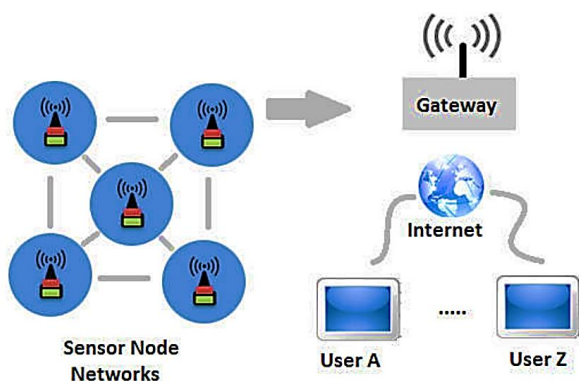 Gateway
Internet
Sensor Node
Networks
User A
.....
User Z